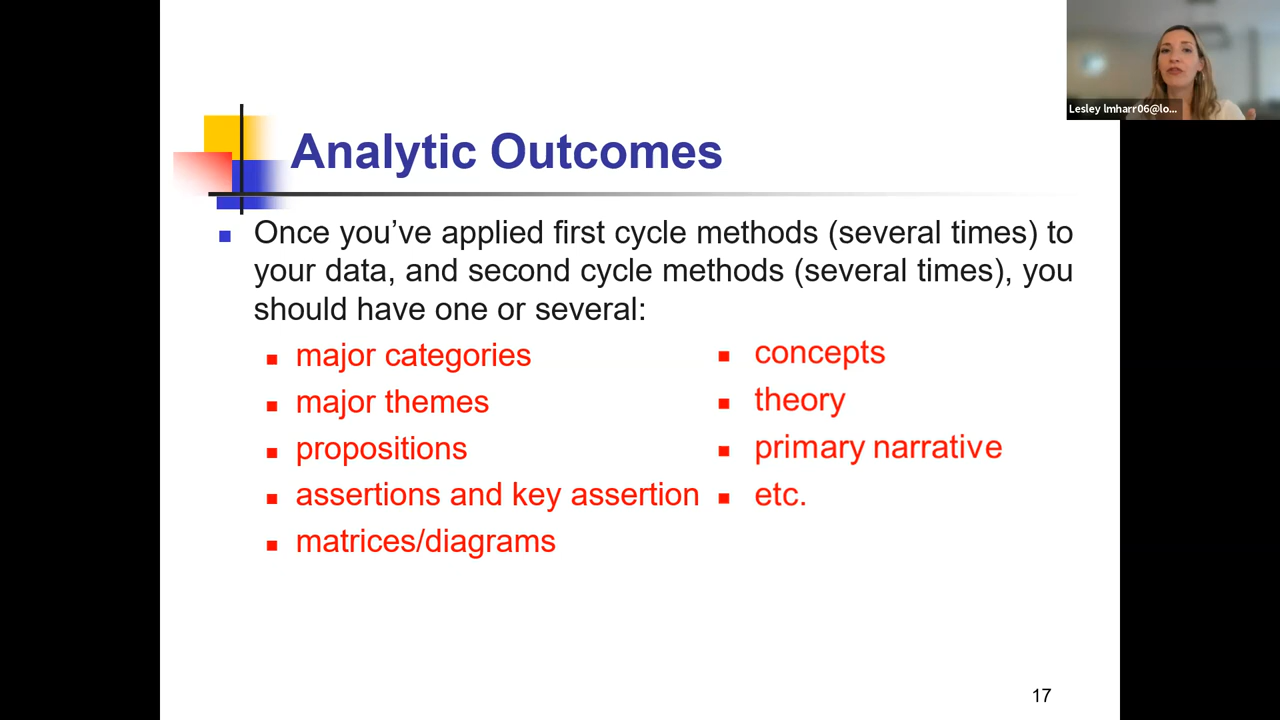 Lesley lmharr06@lo...
Analytic Outcomes
Once you’ve applied first cycle methods (several times) to
your data, and second cycle methods (several times), you
should have one or several:
major categories
major themes
propositions
assertions and key assertion
matrices/diagrams
concepts
theory
primary narrative
etc.
17